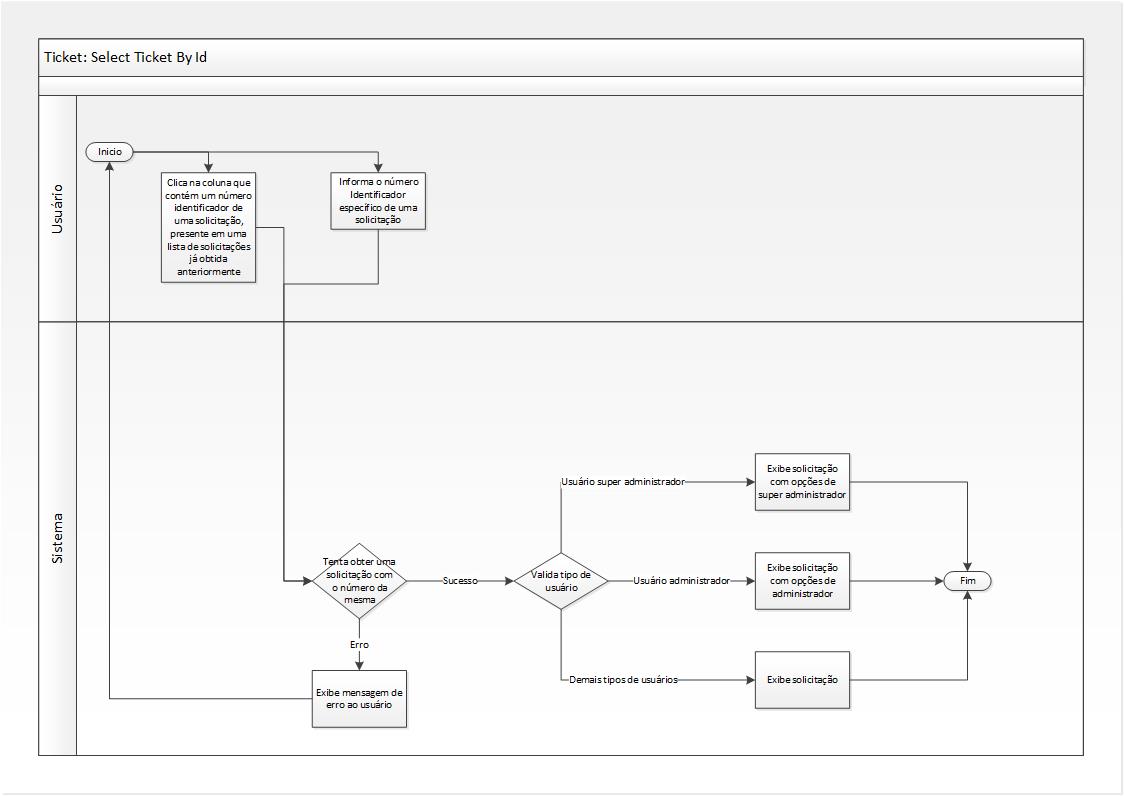 Ticket: Select Ticket By Id
Usuário
Inicio
Clica na coluna que
contém um número
identificador de
uma solicitação,
presente em uma
lista de solicitações
já obtida
anteriormente
Informa o número
Identificador
específico de uma
solicitação
Sistema
Tenta obter uma
solicitação com
o número da
mesma
Sucesso
Erro
Exibe mensagem de
erro ao usuário
Valida tipo de
usuário
Usuário super administrador
Usuário administrador
Demais tipos de usuários
Exibe solicitação
com opções de
super administrador
Exibe solicitação
com opções de
administrador
Exibe solicitação
Fim